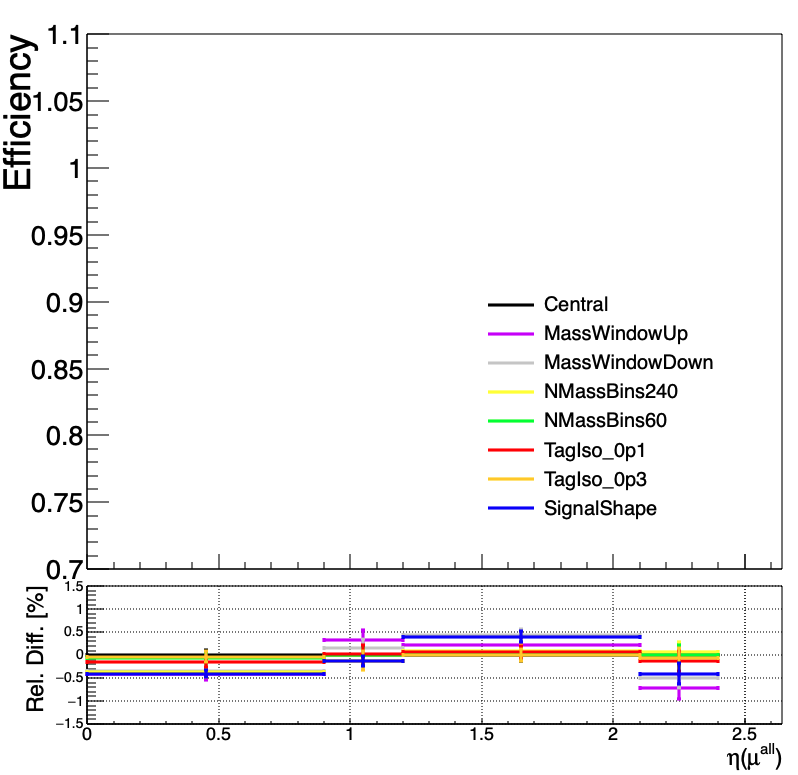 Efficiency
1.1
1.05
1
0.95
0.9
0.85
0.8
0.75
0.7
Central
MassWindowUp
MassWindowDown
NMassBins240
NMassBins60
TagIso_0p1
TagIso_0p3
SignalShape
Rel. Diff. [%]
1.5
1
0.5
0
−0.5
−1
−1.5
0 0.5 1 1.5 2 2.5
η(μ^all)